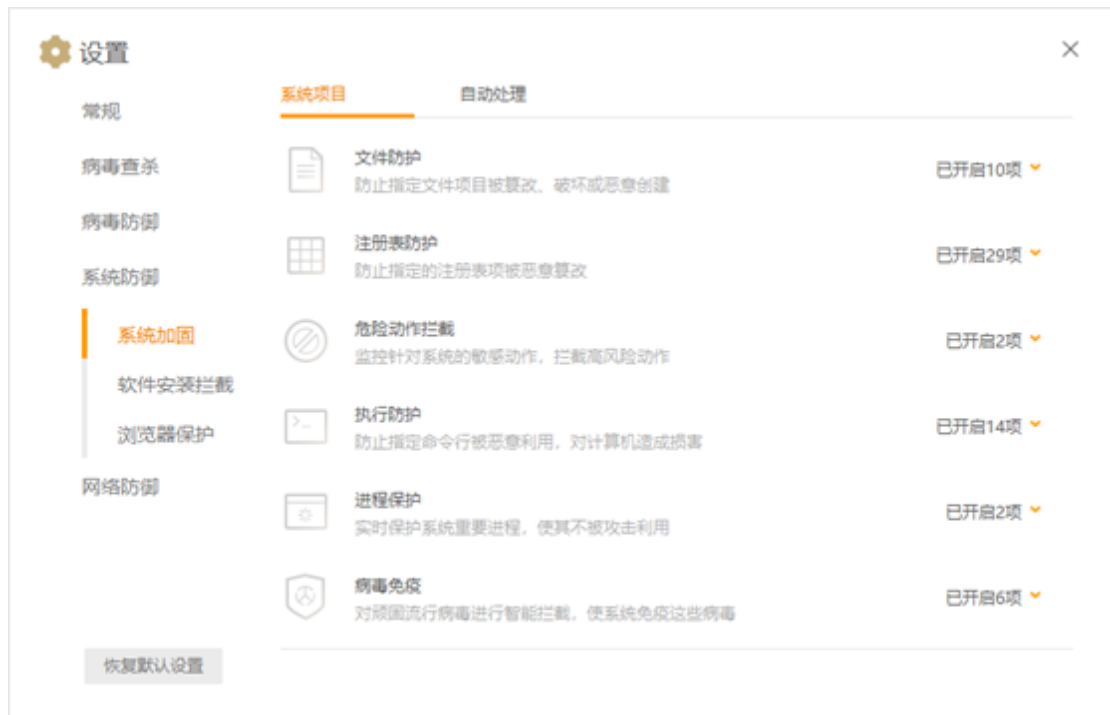 设置
系统项目 自动处理
常规
病毒查杀
病毒防御
系统防御
系统加固
软件安装拦截
浏览器保护
网络防御
文件防护
防止指定文件项目被篡改、破坏或恶意创建
已开启10项
注册表防护
防止指定的注册表项被恶意篡改
已开启29项
危险动作拦截
监控针对系统的敏感动作，拦截高风险动作
已开启2项
执行防护
防止指定命令行被恶意利用，对计算机造成损害
已开启14项
进程保护
实时保护系统重要进程，使其不被攻击利用
已开启2项
病毒免疫
对顽固流行病毒进行智能拦截，使系统免疫这些病毒
已开启6项
恢复默认设置